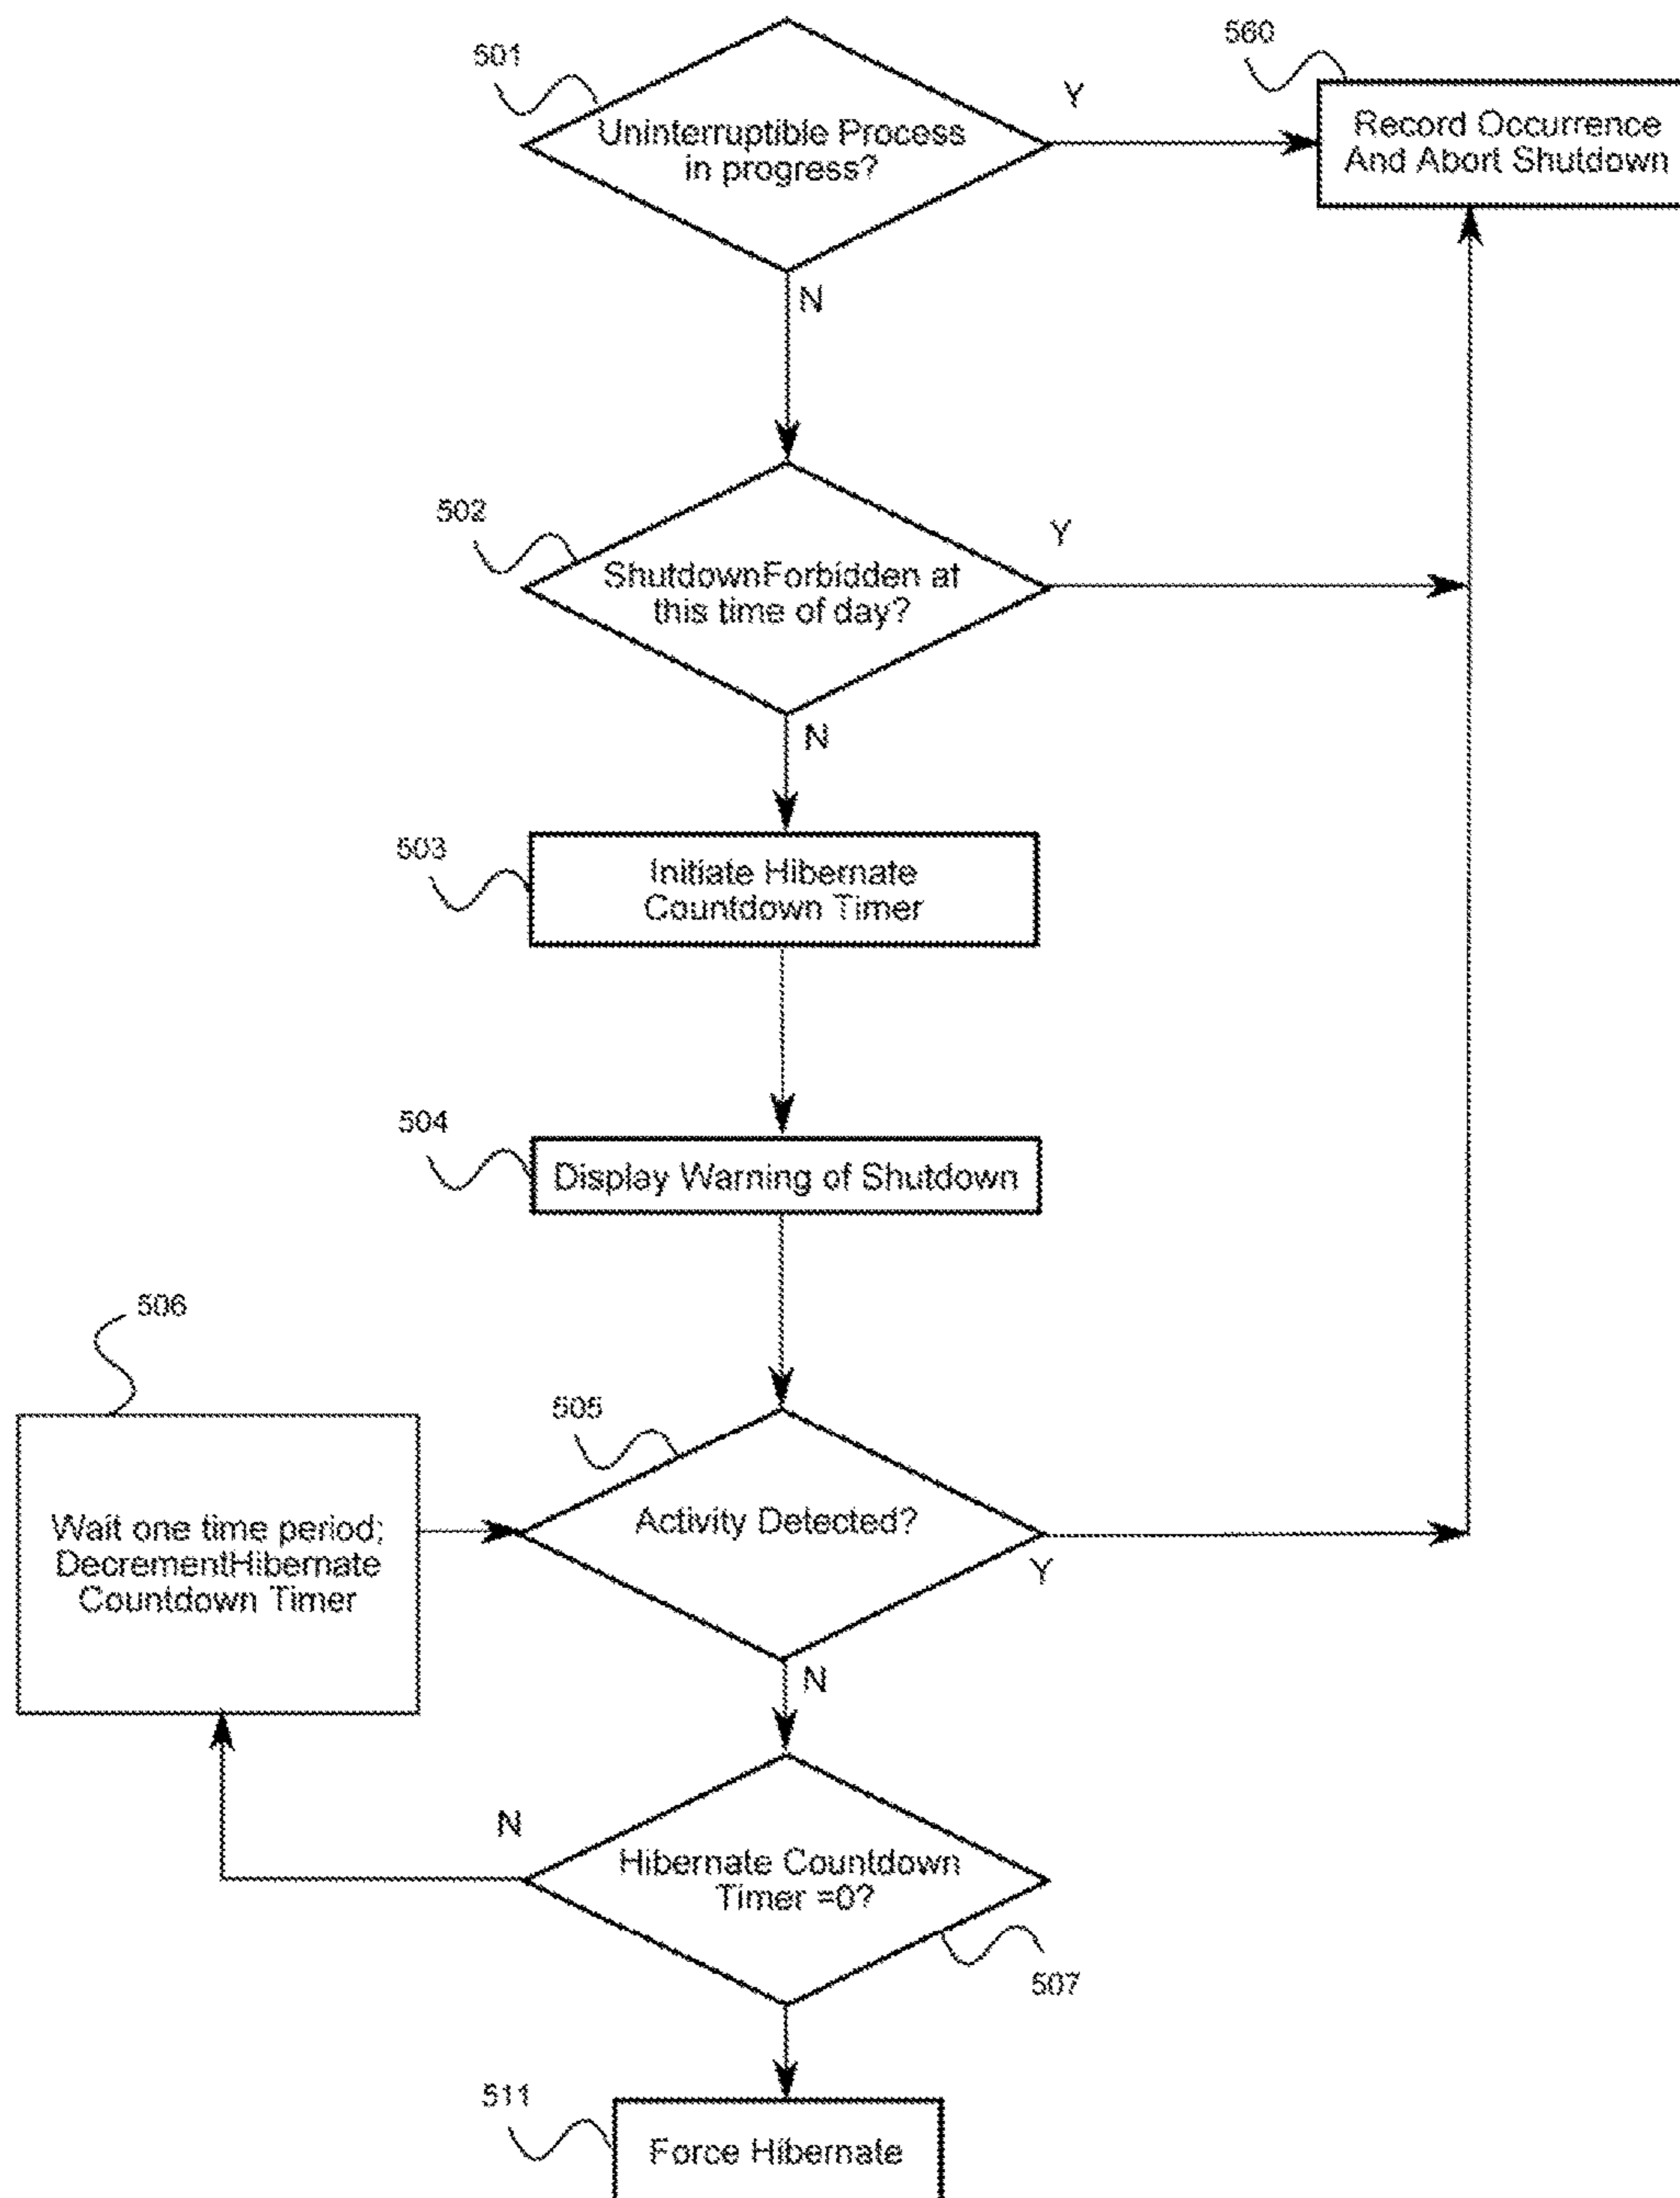 501
Uninterruptible Process
in progress?
Y
560
Record Occurrence
And Abort Shutdown
N
502
ShutdownForbidden at
this time of day?
Y
N
503
Initiate Hibernate
Countdown Timer
504
Display Warning of Shutdown
506
Wait one time period;
DecrementHibernate
Countdown Timer
505
Activity Detected?
Y
N
N
Hibernate Countdown
Timer =0?
507
511
Force Hibernate